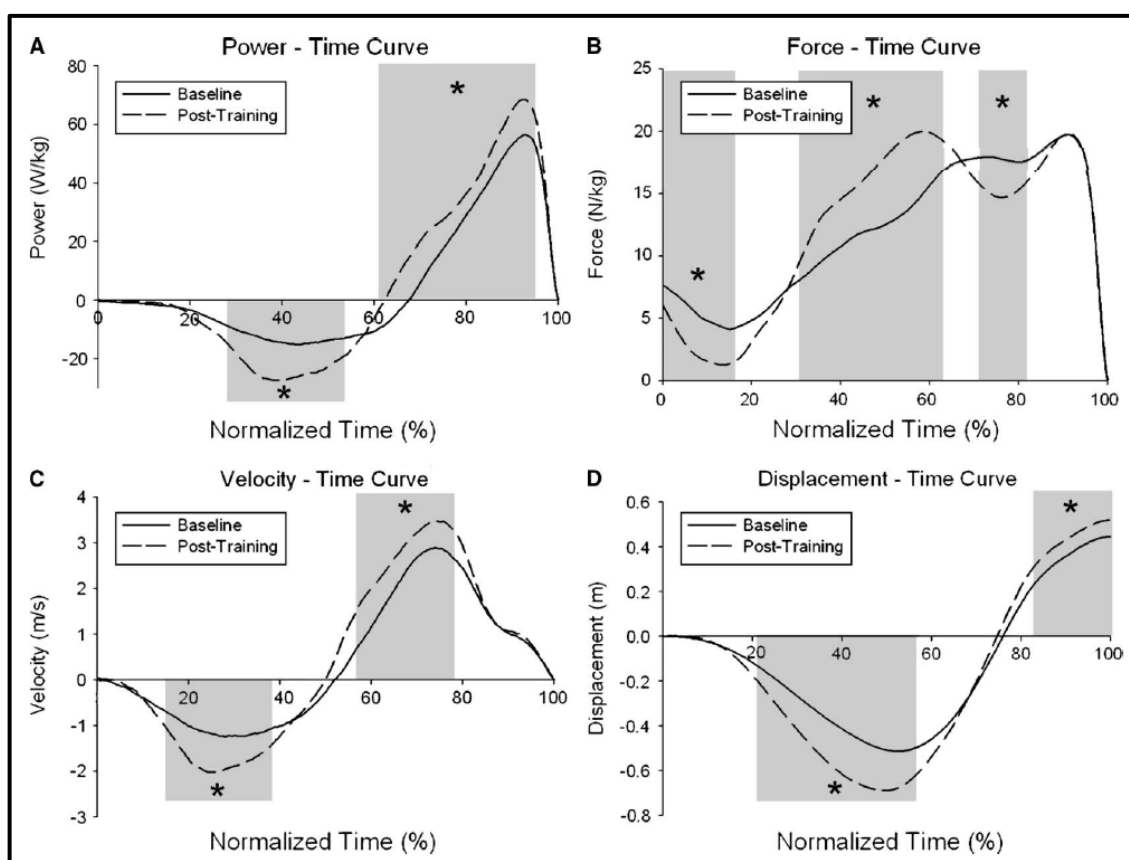 A
Power - Time Curve
80
60
40
20
0
-20
Power (W/kg)
Baseline
Post-Training
*
*
0
20
40
60
80
100
Normalized Time (%)
B
Force - Time Curve
25
20
15
10
5
0
Force (N/kg)
Baseline
Post-Training
*
*
*
0
20
40
60
80
100
Normalized Time (%)
C
Velocity - Time Curve
4
3
2
1
0
-1
-2
-3
Velocity (m/s)
Baseline
Post-Training
*
*
0
20
40
60
80
100
Normalized Time (%)
D
Displacement - Time Curve
0.6
0.4
0.2
0.0
-0.2
-0.4
-0.6
-0.8
Displacement (m)
Baseline
Post-Training
*
*
20
40
60
80
100
Normalized Time (%)